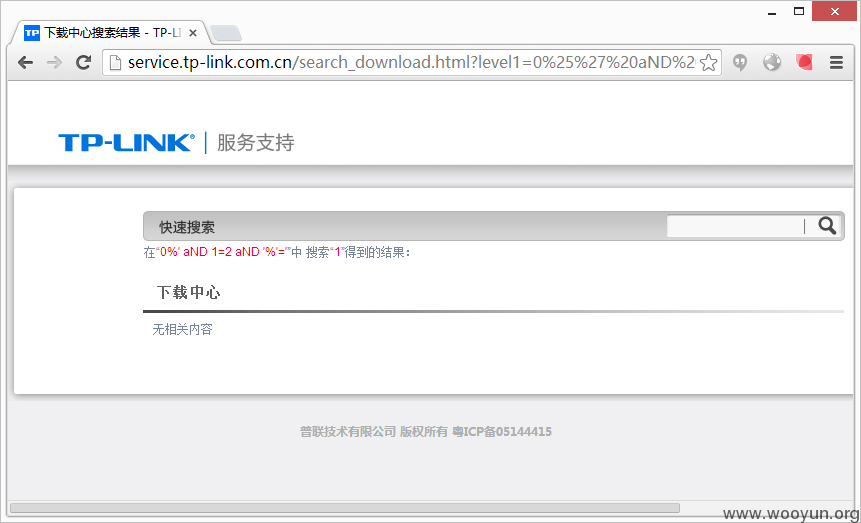 下载中心搜索结果 - TP-LI
service.tp-link.com.cn/search_download.html?level1=0%25%27%20aND%2
TP-LINK® | 服务支持
快速搜索
在“0%' aND 1=2 aND '%'='”中 搜索“1”得到的结果：
下载中心
无相关内容
普联技术有限公司 版权所有 粤ICP备05144415
www.wooyun.org